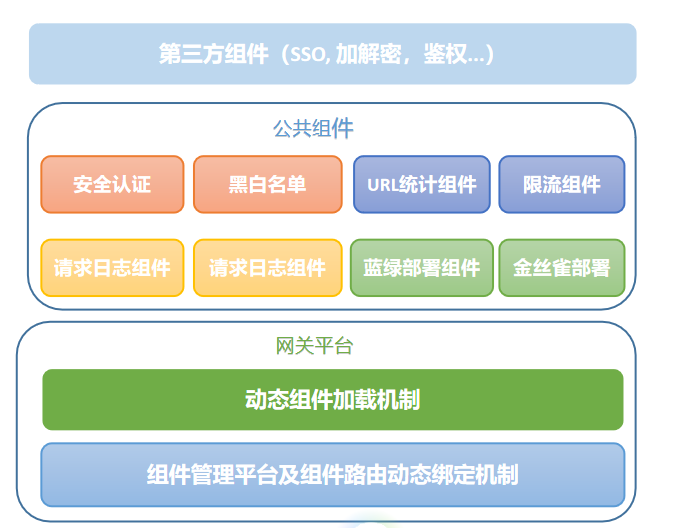 第三方组件（SSO, 加解密，鉴权...）
公共组件
安全认证
黑白名单
URL统计组件
限流组件
请求日志组件
请求日志组件
蓝绿部署组件
金丝雀部署
网关平台
动态组件加载机制
组件管理平台及组件路由动态绑定机制